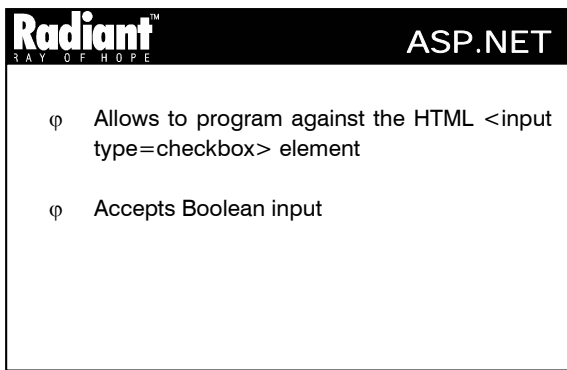 Radiant™
RAY OF HOPE
ASP.NET
φ Allows to program against the HTML <input
type=checkbox> element
φ Accepts Boolean input